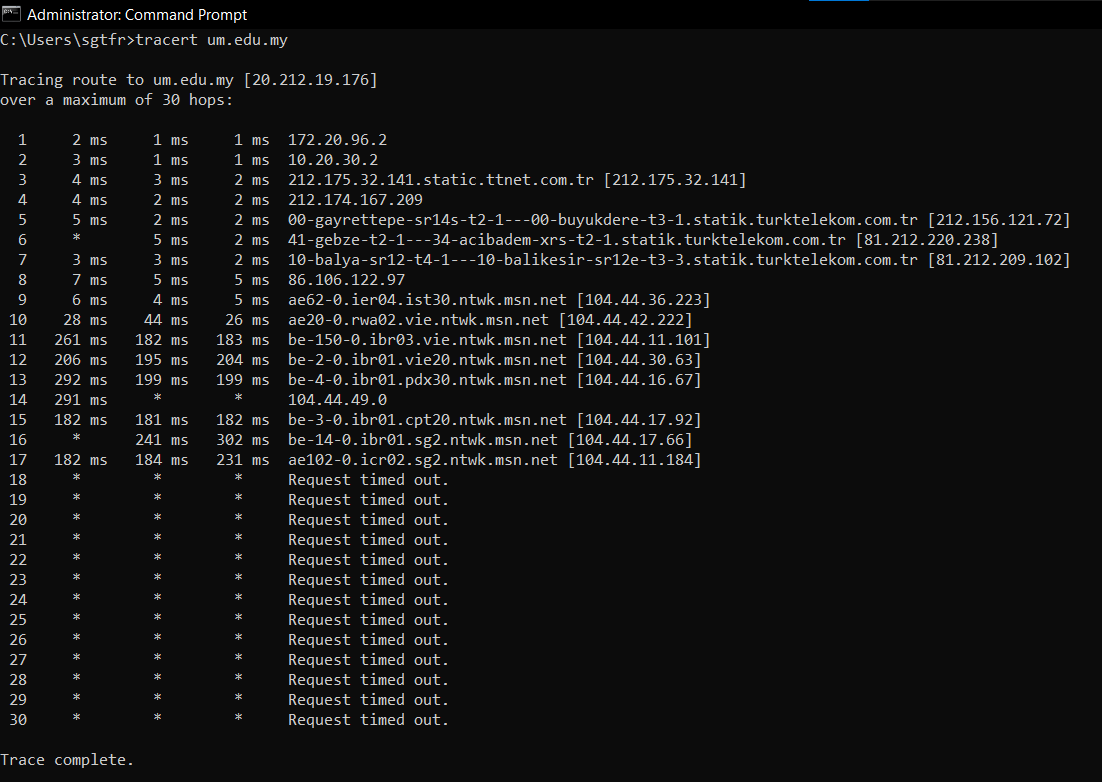 Administrator: Command Prompt
C:\Users\sgtfr>tracert um.edu.my
Tracing route to um.edu.my [20.212.19.176]
over a maximum of 30 hops:
1 2 ms 1 ms 1 ms 172.20.96.2
2 3 ms 1 ms 1 ms 10.20.30.2
3 4 ms 3 ms 2 ms 212.175.32.141.static.ttnet.com.tr [212.175.32.141]
4 4 ms 2 ms 2 ms 212.174.167.209
5 5 ms 2 ms 2 ms 00-gayrettepe-sr14s-t2-1---00-buyukdere-t3-1.statik.turktelekom.com.tr [212.156.121.72]
6 * 5 ms 2 ms 41-gebze-t2-1---34-acibadem-xrs-t2-1.statik.turktelekom.com.tr [81.212.220.238]
7 3 ms 3 ms 2 ms 10-balya-sr12-t4-1---10-balikesir-sr12e-t3-3.statik.turktelekom.com.tr [81.212.209.102]
8 7 ms 5 ms 5 ms 86.106.122.97
9 6 ms 4 ms 5 ms ae62-0.ier04.ist30.ntwk.msn.net [104.44.36.223]
10 28 ms 44 ms 26 ms ae20-0.rwa02.vie.ntwk.msn.net [104.44.42.222]
11 261 ms 182 ms 183 ms be-150-0.ibr03.vie.ntwk.msn.net [104.44.11.101]
12 206 ms 195 ms 204 ms be-2-0.ibr01.vie20.ntwk.msn.net [104.44.30.63]
13 292 ms 199 ms 199 ms be-4-0.ibr01.pdx30.ntwk.msn.net [104.44.16.67]
14 291 ms * * 104.44.49.0
15 182 ms 181 ms 182 ms be-3-0.ibr01.cpt20.ntwk.msn.net [104.44.17.92]
16 * 241 ms 302 ms be-14-0.ibr01.sg2.ntwk.msn.net [104.44.17.66]
17 182 ms 184 ms 231 ms ae102-0.icr02.sg2.ntwk.msn.net [104.44.11.184]
18 * * * Request timed out.
19 * * * Request timed out.
20 * * * Request timed out.
21 * * * Request timed out.
22 * * * Request timed out.
23 * * * Request timed out.
24 * * * Request timed out.
25 * * * Request timed out.
26 * * * Request timed out.
27 * * * Request timed out.
28 * * * Request timed out.
29 * * * Request timed out.
30 * * * Request timed out.
Trace complete.